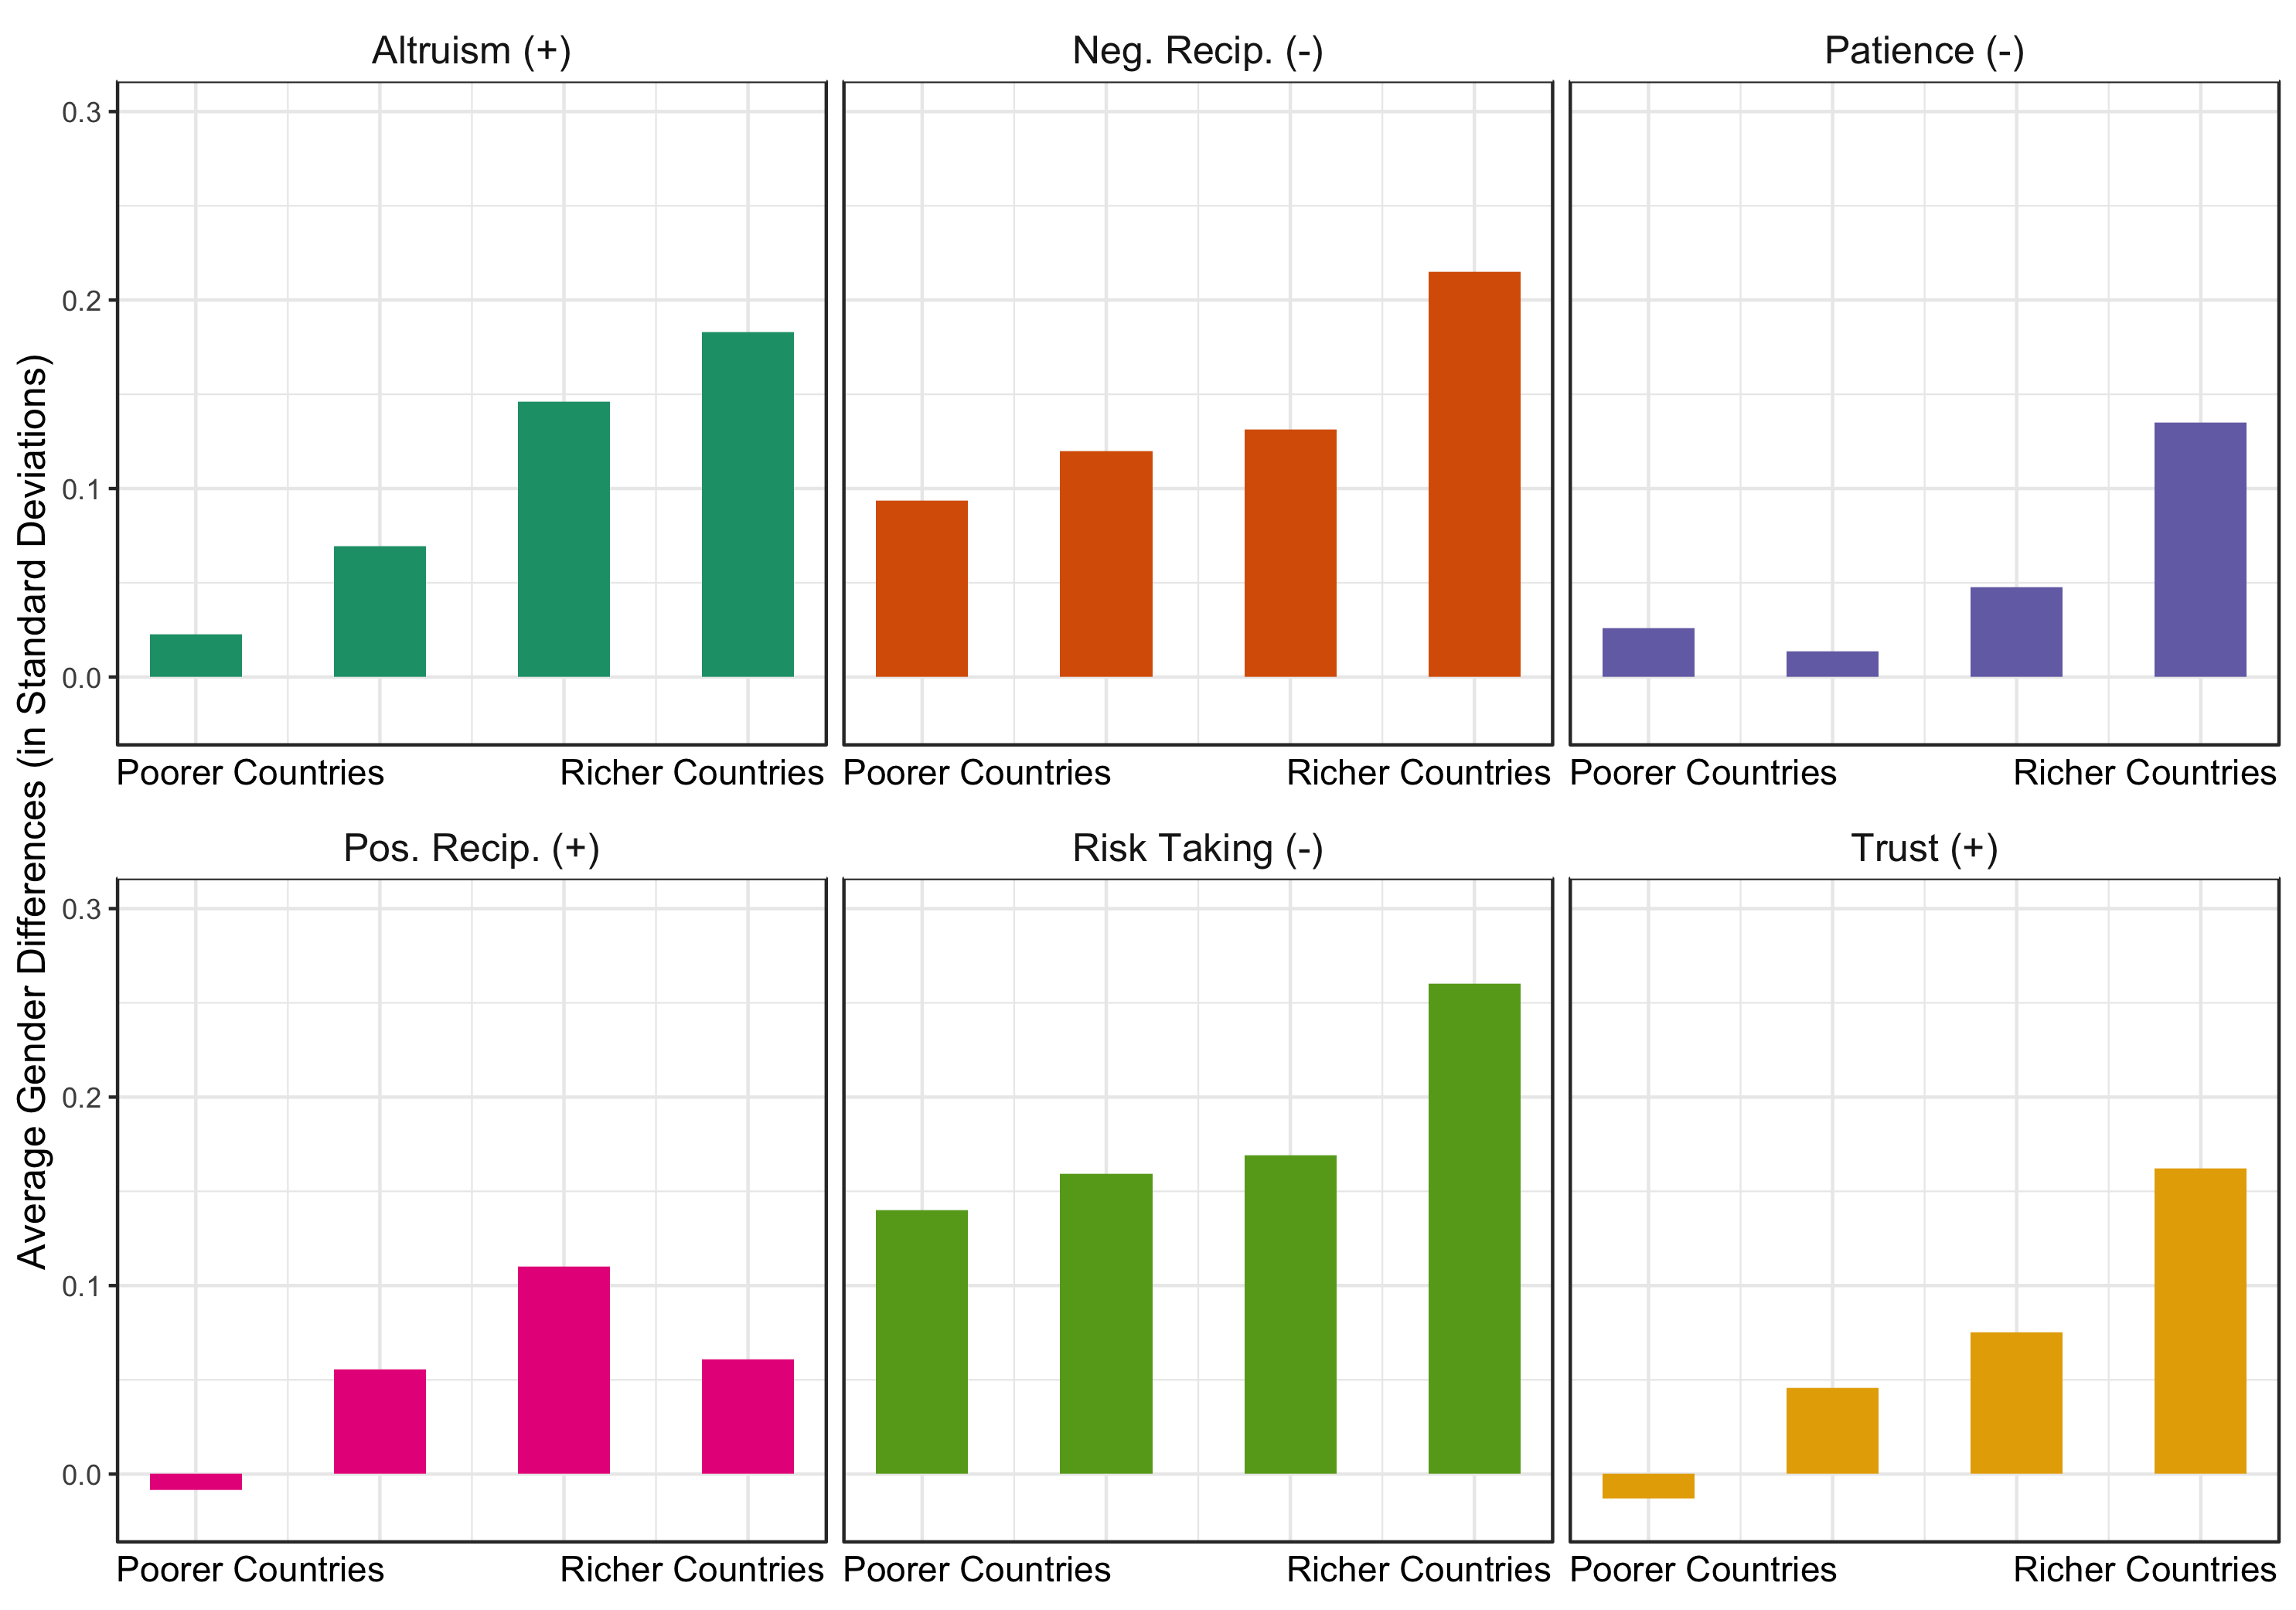 Average Gender Differences (in Standard Deviations)
Altruism (+)
Neg. Recip. (-)
Patience (-)
0.3
0.2
0.1
0.0
Poorer Countries
Richer Countries
Poorer Countries
Richer Countries
Poorer Countries
Richer Countries
Pos. Recip. (+)
Risk Taking (-)
Trust (+)
0.3
0.2
0.1
0.0
Poorer Countries
Richer Countries
Poorer Countries
Richer Countries
Poorer Countries
Richer Countries